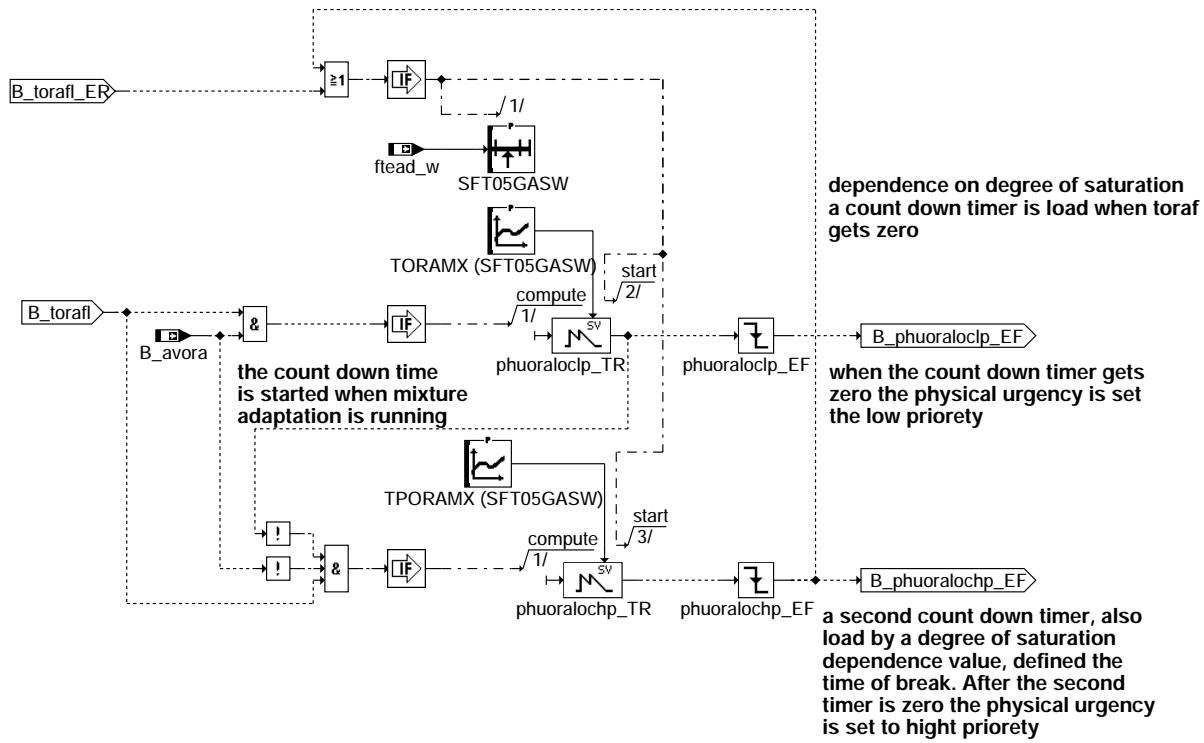 B_torafl_ER
≥1
IF
/ 1/
P
ftead_w
SFT05GASW
dependence on degree of saturation
a count down timer is load when toraf
gets zero
P
TORAMX (SFT05GASW)
start
2/
B_torafl
B_avora
&
IF
compute
1/
SV
phuoraloclp_TR
phuoraloclp_EF
B_phuoraloclp_EF
the count down time
is started when mixture
adaptation is running
when the count down timer gets
zero the physical urgency is set
the low priorety
P
TPORAMX (SFT05GASW)
start
3/
!
!
&
IF
compute
1/
SV
phuoralochp_TR
phuoralochp_EF
B_phuoralochp_EF
a second count down timer, also
load by a degree of saturation
dependence value, defined the
time of break. After the second
timer is zero the physical urgency
is set to hight priorety